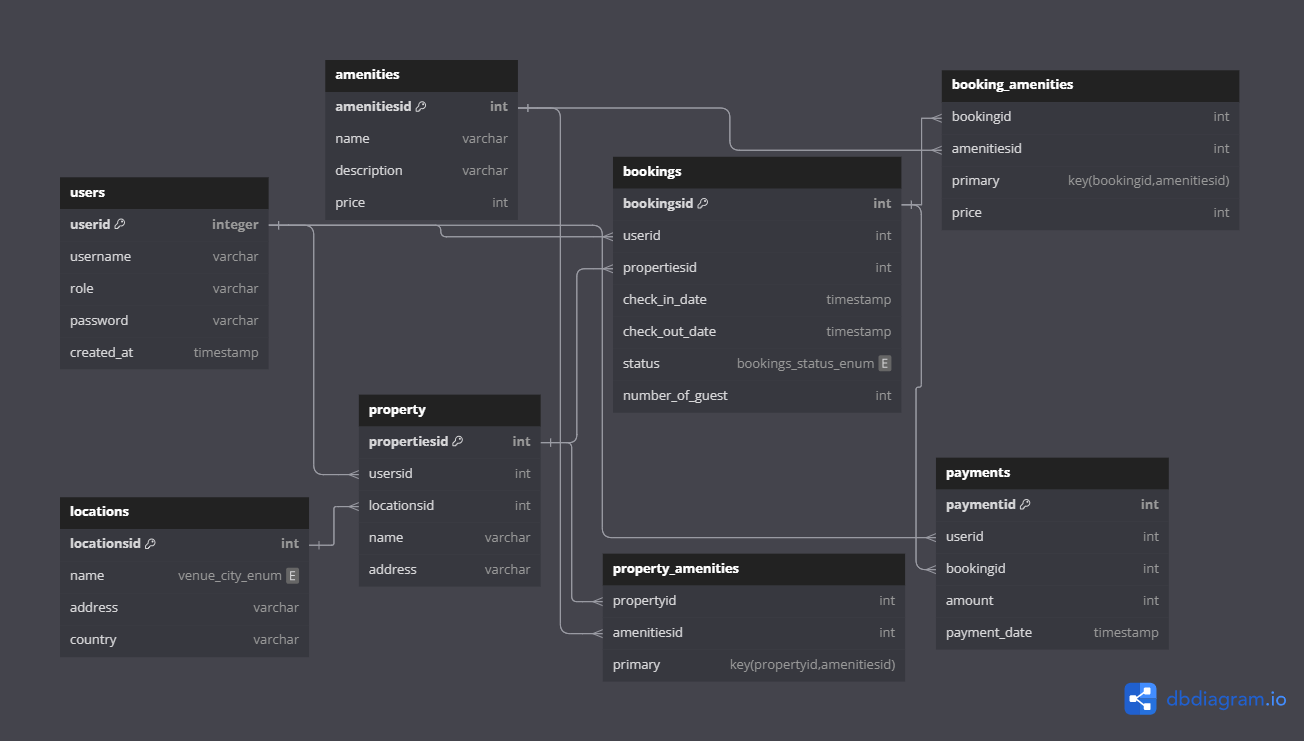 amenities
amenitiesid int
name varchar
description varchar
price int
booking_amenities
bookingid int
amenitiesid int
primary key(bookingid,amenitiesid)
price int
bookings
bookingsid int
userid int
propertiesid int
check_in_date timestamp
check_out_date timestamp
status bookings_status_enum E
number_of_guest int
users
userid integer
username varchar
role varchar
password varchar
created_at timestamp
property
propertiesid int
usersid int
locationsid int
name varchar
address varchar
payments
paymentid int
userid int
bookingid int
amount int
payment_date timestamp
locations
locationsid int
name venue_city_enum E
address varchar
country varchar
property_amenities
propertyid int
amenitiesid int
primary key(propertyid,amenitiesid)
dbdiagram.io